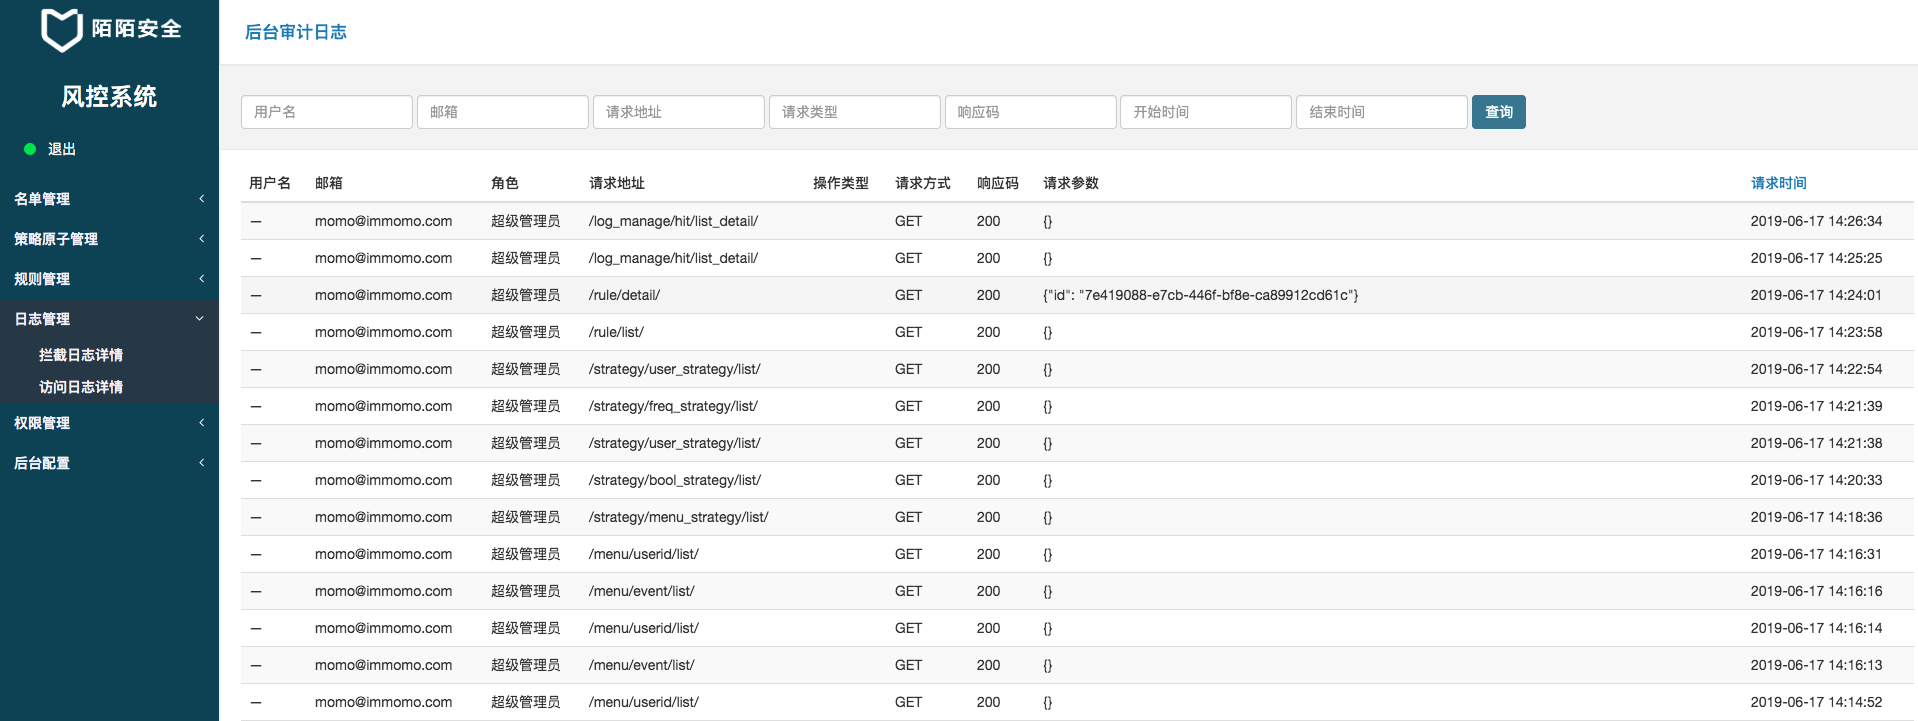 陌陌安全
风控系统
退出
名单管理
策略原子管理
规则管理
日志管理
拦截日志详情
访问日志详情
权限管理
后台配置
后台审计日志
用户名 邮箱 请求地址 请求类型 响应码 开始时间 结束时间 查询
用户名 邮箱 角色 请求地址 操作类型 请求方式 响应码 请求参数 请求时间
— momo@immomo.com 超级管理员 /log_manage/hit/list_detail/ GET 200 {} 2019-06-17 14:26:34
— momo@immomo.com 超级管理员 /log_manage/hit/list_detail/ GET 200 {} 2019-06-17 14:25:25
— momo@immomo.com 超级管理员 /rule/detail/ GET 200 {"id": "7e419088-e7cb-446f-bf8e-ca89912cd61c"} 2019-06-17 14:24:01
— momo@immomo.com 超级管理员 /rule/list/ GET 200 {} 2019-06-17 14:23:58
— momo@immomo.com 超级管理员 /strategy/user_strategy/list/ GET 200 {} 2019-06-17 14:22:54
— momo@immomo.com 超级管理员 /strategy/freq_strategy/list/ GET 200 {} 2019-06-17 14:21:39
— momo@immomo.com 超级管理员 /strategy/user_strategy/list/ GET 200 {} 2019-06-17 14:21:38
— momo@immomo.com 超级管理员 /strategy/bool_strategy/list/ GET 200 {} 2019-06-17 14:20:33
— momo@immomo.com 超级管理员 /strategy/menu_strategy/list/ GET 200 {} 2019-06-17 14:18:36
— momo@immomo.com 超级管理员 /menu/userid/list/ GET 200 {} 2019-06-17 14:16:31
— momo@immomo.com 超级管理员 /menu/event/list/ GET 200 {} 2019-06-17 14:16:16
— momo@immomo.com 超级管理员 /menu/userid/list/ GET 200 {} 2019-06-17 14:16:14
— momo@immomo.com 超级管理员 /menu/event/list/ GET 200 {} 2019-06-17 14:16:13
— momo@immomo.com 超级管理员 /menu/userid/list/ GET 200 {} 2019-06-17 14:14:52